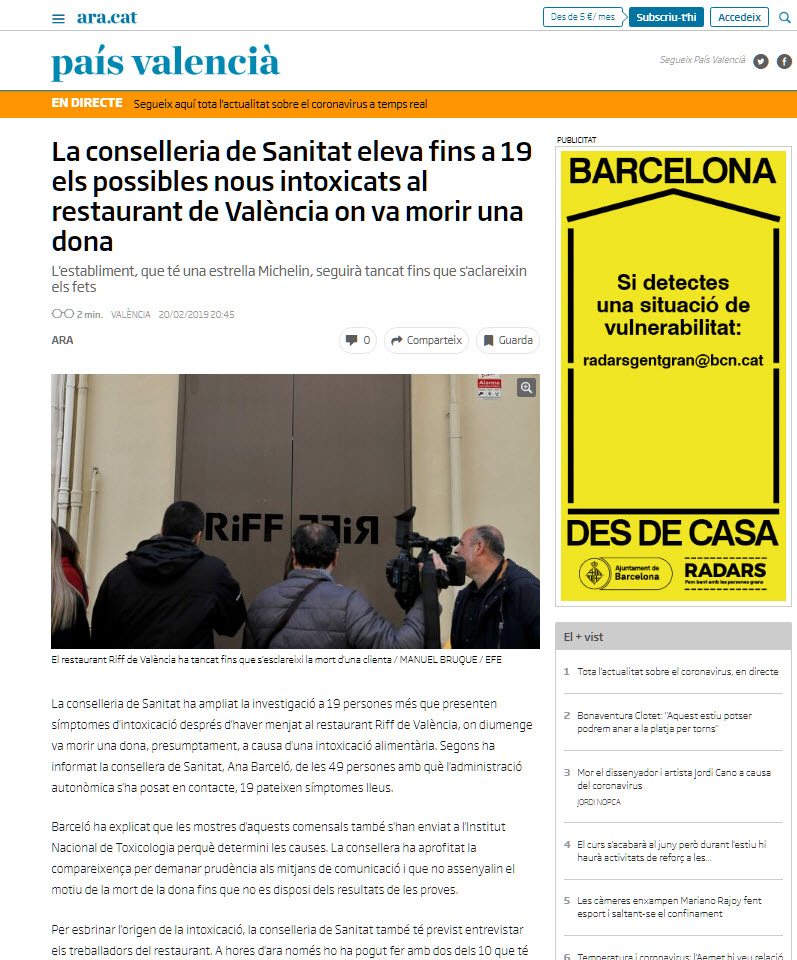 ara.cat
Des de 5 €/ mes
Subscriu-t'hi
Accedeix
país valencià
Segueix País Valencià
EN DIRECTE Segueix aquí tota l'actualitat sobre el coronavirus a temps real
La conselleria de Sanitat eleva fins a 19
els possibles nous intoxicats al
restaurant de València on va morir una
dona
L'establiment, que té una estrella Michelin, seguirà tancat fins que s'aclareixin
els fets
2 min. VALÈNCIA 20/02/2019 20:45
ARA
0
Comparteix
Guarda
Alarma
RiFF RiFF
El restaurant Riff de València ha tancat fins que s'esclareixi la mort d'una clienta / MANUEL BRUQUE / EFE
La conselleria de Sanitat ha ampliat la investigació a 19 persones més que presenten
símptomes d'intoxicació després d'haver menjat al restaurant Riff de València, on diumenge
va morir una dona, presumptament, a causa d'una intoxicació alimentària. Segons ha
informat la consellera de Sanitat, Ana Barceló, de les 49 persones amb què l'administració
autonòmica s'ha posat en contacte, 19 pateixen símptomes lleus.
Barceló ha explicat que les mostres d'aquests comensals també s'han enviat a l'Institut
Nacional de Toxicologia perquè determini les causes. La consellera ha aprofitat la
compareixença per demanar prudència als mitjans de comunicació i que no assenyalin el
motiu de la mort de la dona fins que no es disposi dels resultats de les proves.
Per esbrinar l'origen de la intoxicació, la conselleria de Sanitat també té previst entrevistar
els treballadors del restaurant. A hores d'ara només ho ha pogut fer amb dos dels 10 que té
PUBLICITAT
BARCELONA
Si detectes
una situació de
vulnerabilitat:
radarsgentgran@bcn.cat
DES DE CASA
Ajuntament de
Barcelona
RADARS
Fem barri amb les persones grans
El + vist
1 Tota l'actualitat sobre el coronavirus, en directe
2 Bonaventura Clotet: "Aquest estiu potser
podrem anar a la platja per torns"
3 Mor el dissenyador i artista Jordi Cano a causa
del coronavirus
JORDI NOPCA
4 El curs s'acabarà al juny però durant l'estiu hi
haurà activitats de reforç a les...
5 Les càmeres enxampen Mariano Rajoy fent
esport i saltant-se el confinament
6 Temperatura i coronavirus: l'Aemet hi veu relació